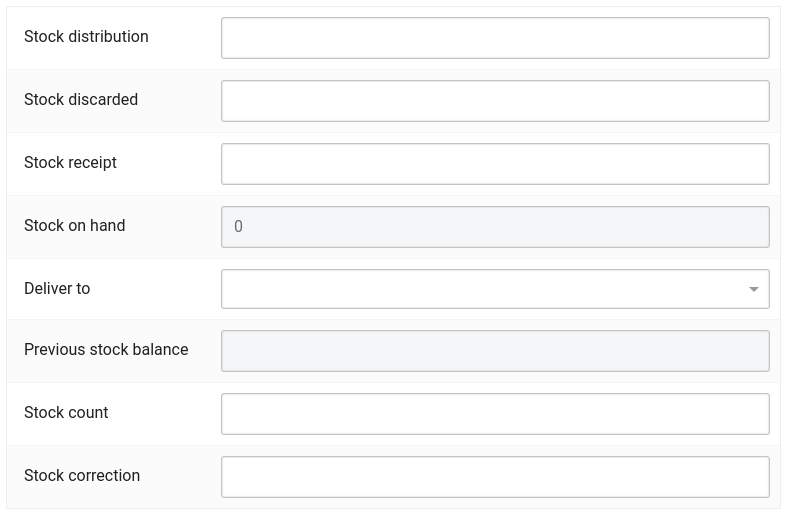 Stock distribution
Stock discarded
Stock receipt
Stock on hand 0
Deliver to
Previous stock balance
Stock count
Stock correction